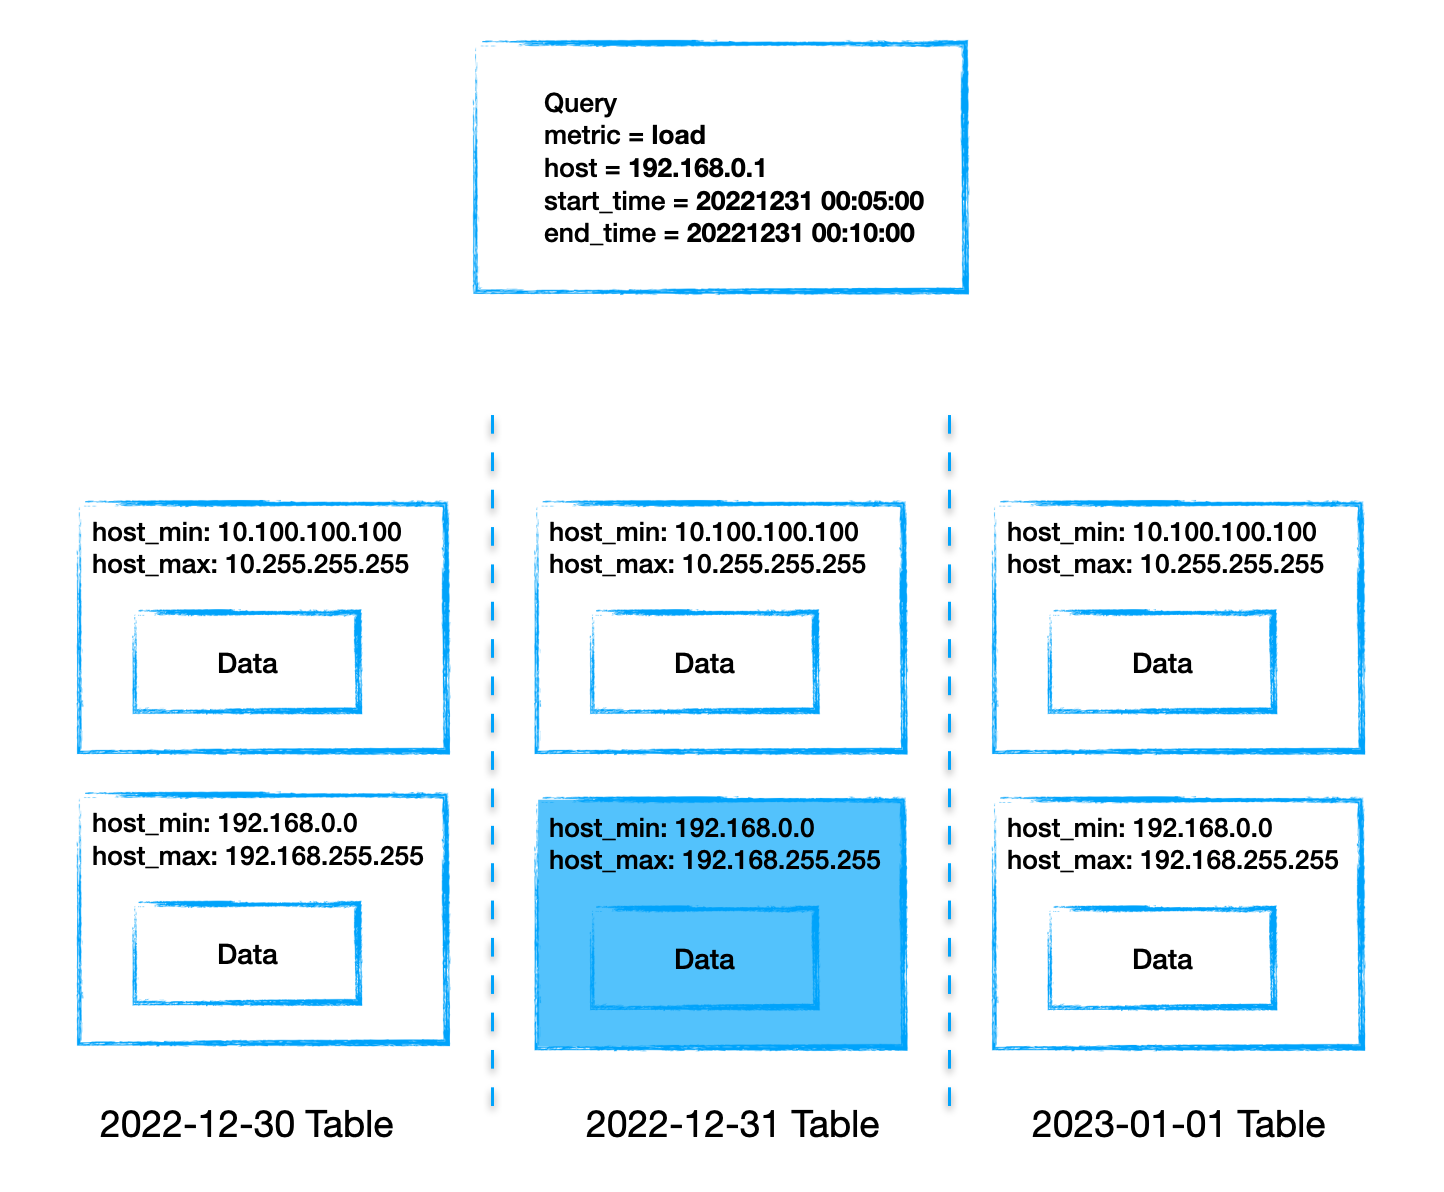 Query
metric = load
host = 192.168.0.1
start_time = 20221231 00:05:00
end_time = 20221231 00:10:00
host_min: 10.100.100.100
host_max: 10.255.255.255
Data
host_min: 192.168.0.0
host_max: 192.168.255.255
Data
2022-12-30 Table
host_min: 10.100.100.100
host_max: 10.255.255.255
Data
host_min: 192.168.0.0
host_max: 192.168.255.255
Data
2022-12-31 Table
host_min: 10.100.100.100
host_max: 10.255.255.255
Data
host_min: 192.168.0.0
host_max: 192.168.255.255
Data
2023-01-01 Table